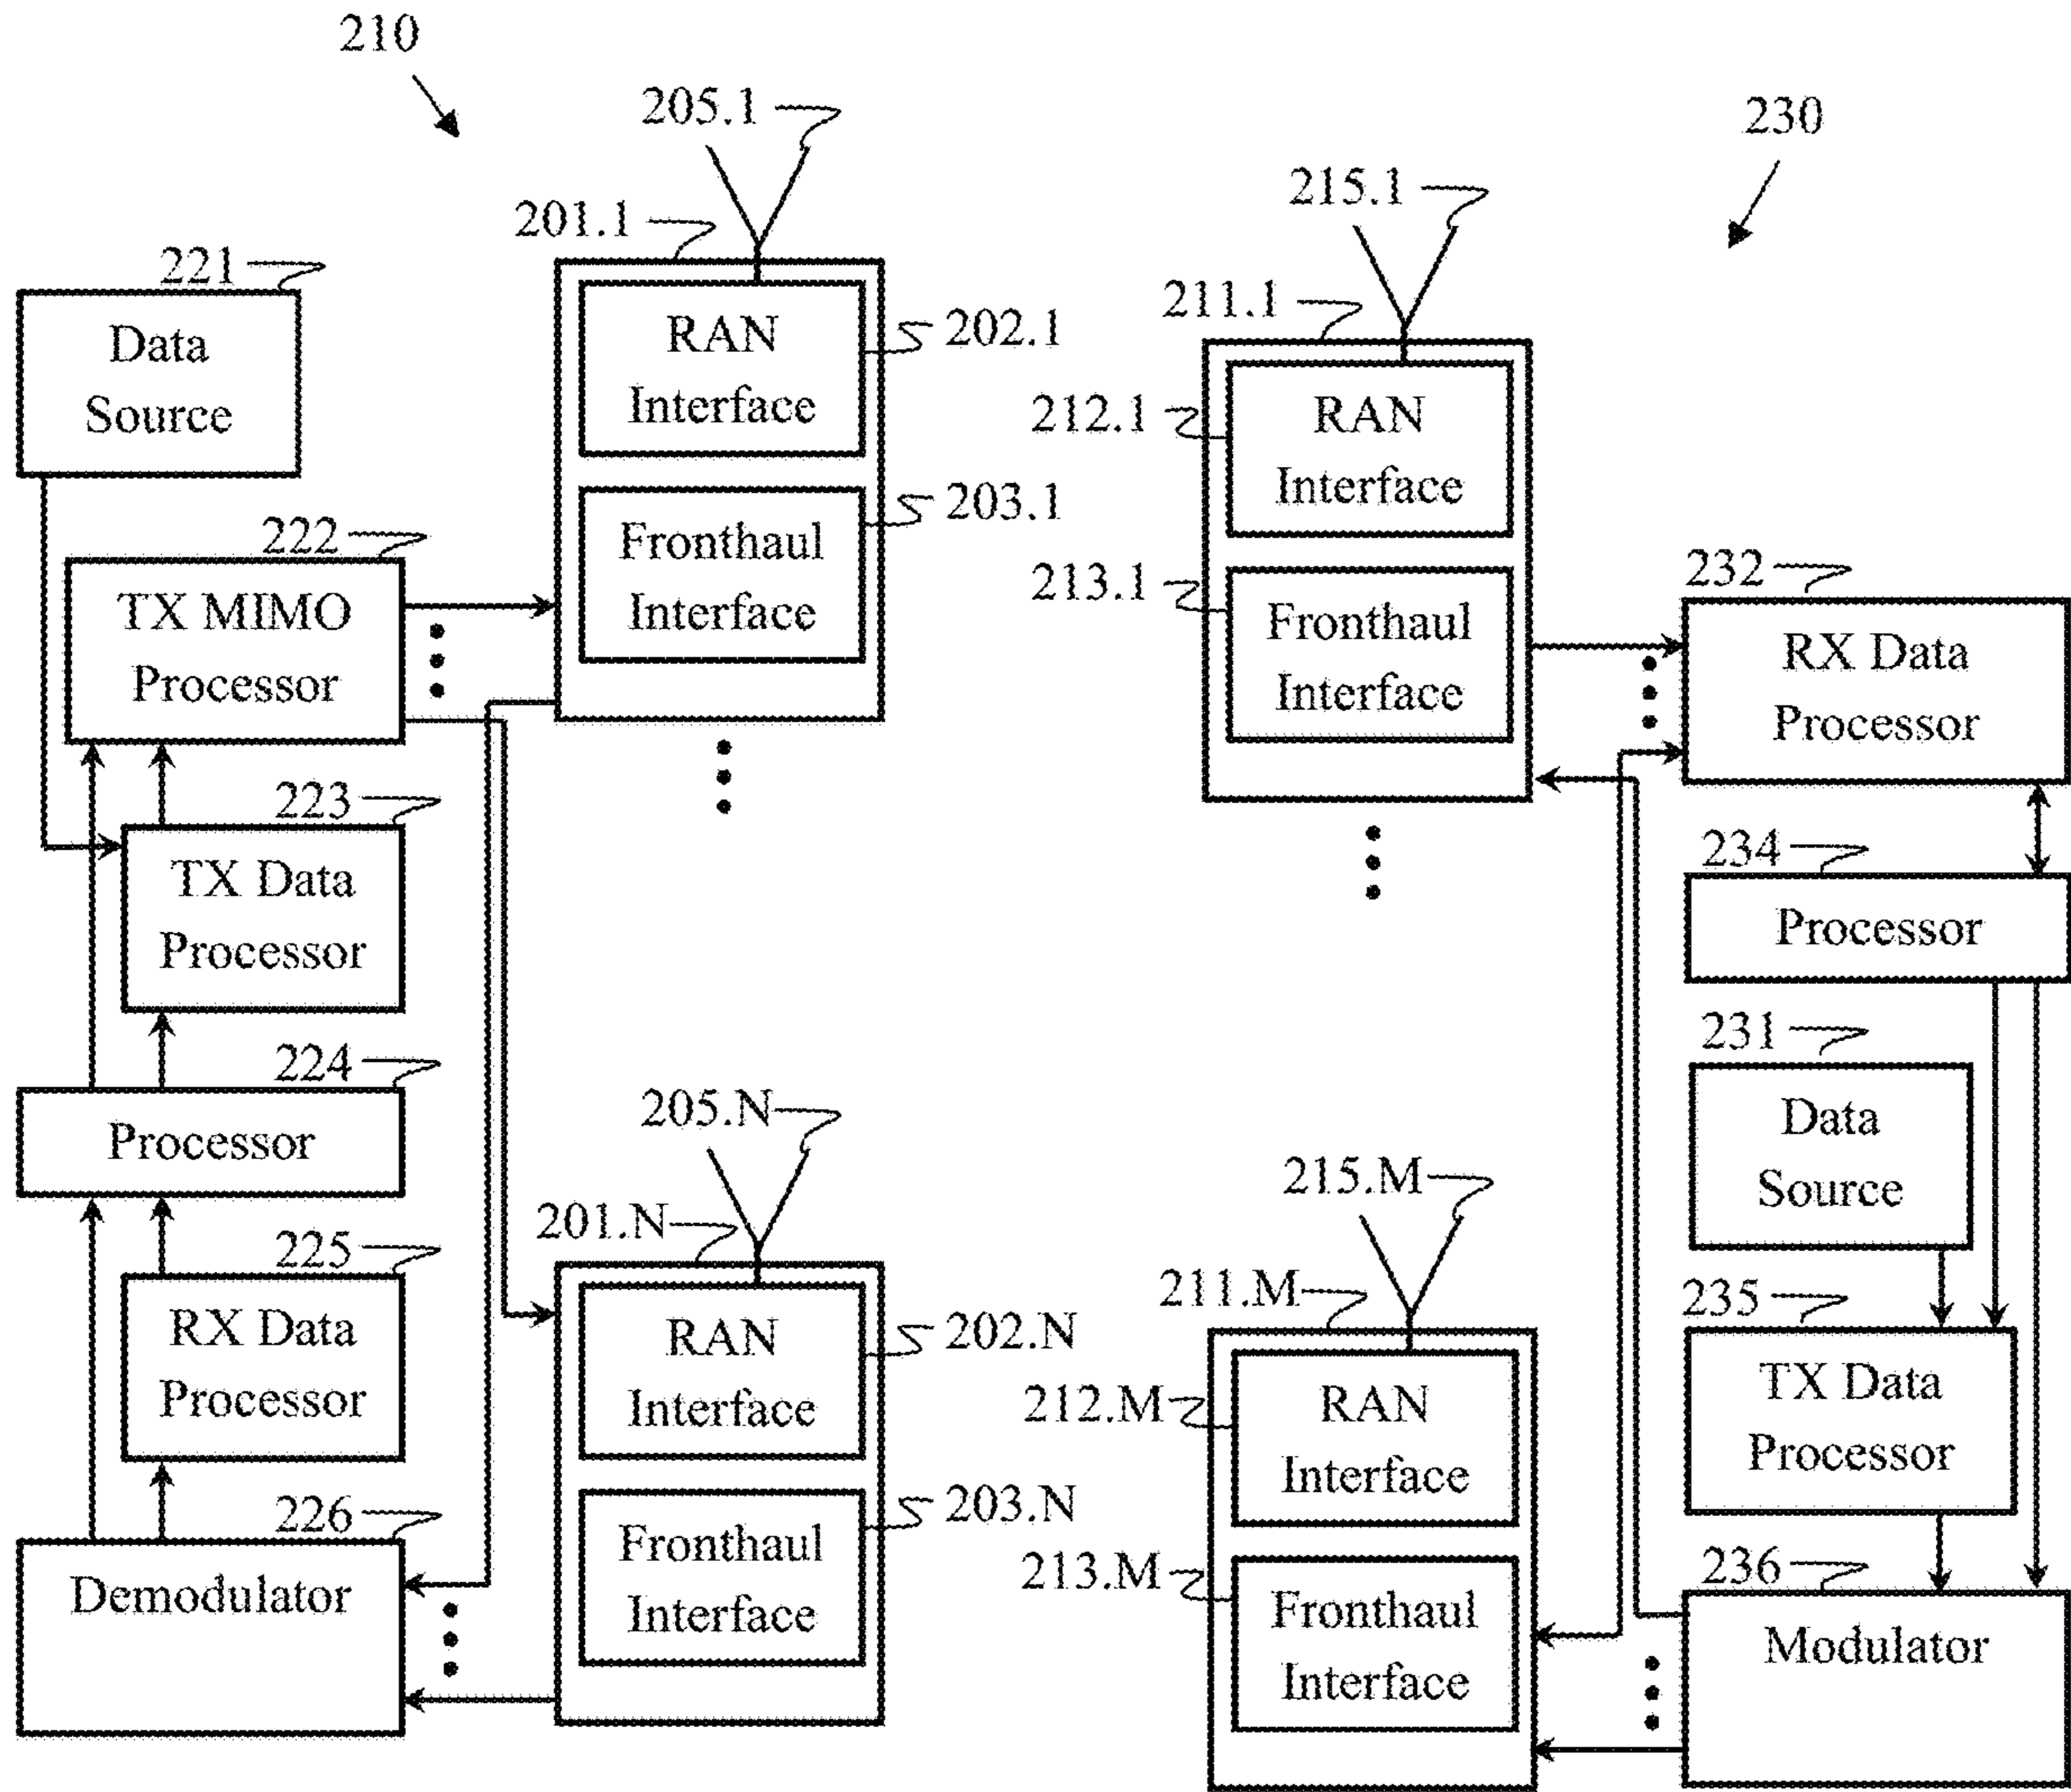 210
205.1
201.1
221
Data
Source
RAN
Interface
202.1
Fronthaul
Interface
203.1
222
TX MIMO
Processor
223
TX Data
Processor
224
Processor
225
RX Data
Processor
226
Demodulator
205.N
201.N
RAN
Interface
202.N
Fronthaul
Interface
203.N
230
215.1
211.1
RAN
Interface
212.1
Fronthaul
Interface
213.1
232
RX Data
Processor
234
Processor
231
Data
Source
235
TX Data
Processor
236
Modulator
215.M
211.M
RAN
Interface
212.M
Fronthaul
Interface
213.M